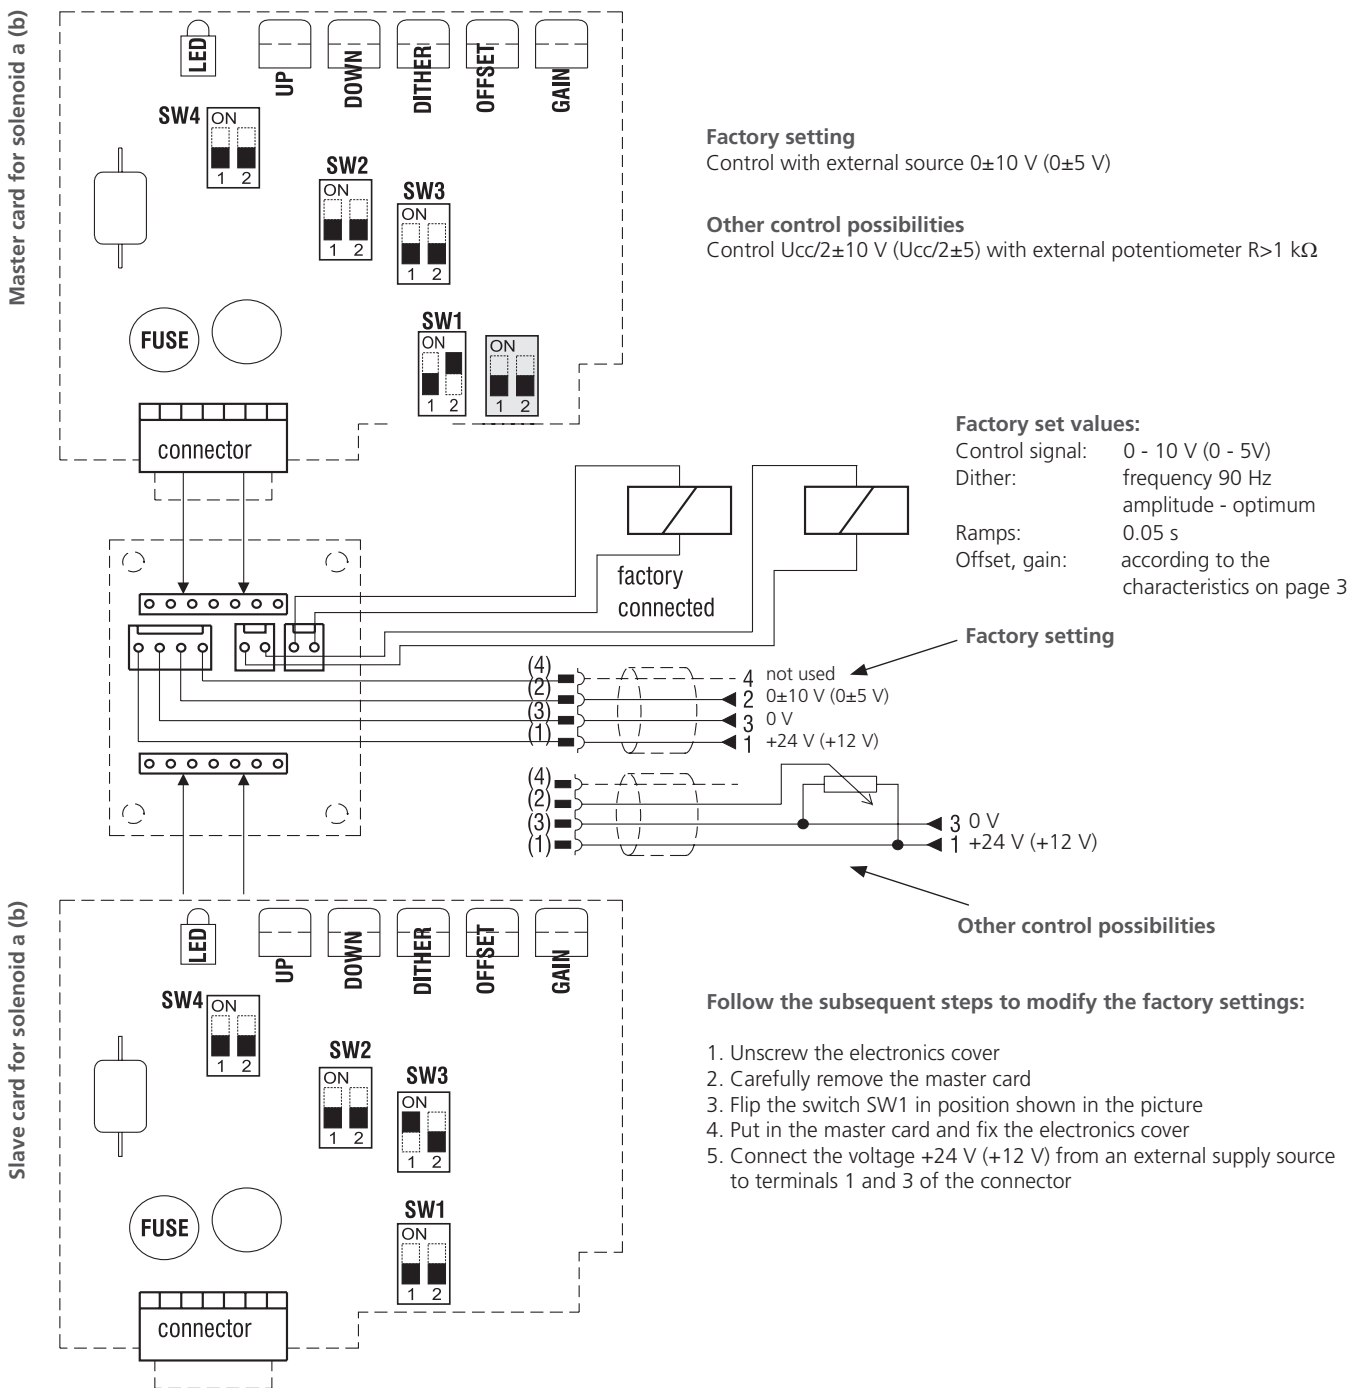 Master card for solenoid a (b)
LED
UP
DOWN
DITHER
OFFSET
GAIN
SW4
ON
1 2
SW2
ON
1 2
SW3
ON
1 2
FUSE
SW1
ON
1 2
ON
1 2
connector
Factory setting
Control with external source 0±10 V (0±5 V)
Other control possibilities
Control Ucc/2±10 V (Ucc/2±5) with external potentiometer R>1 kΩ
Factory set values:
Control signal: 0 - 10 V (0 - 5V)
Dither: frequency 90 Hz
amplitude - optimum
Ramps: 0.05 s
Offset, gain: according to the
characteristics on page 3
factory
connected
Factory setting
(4) 4 not used
(2) 2 0±10 V (0±5 V)
(3) 3 0 V
(1) 1 +24 V (+12 V)
(4)
(2)
(3) 3 0 V
(1) 1 +24 V (+12 V)
Other control possibilities
Slave card for solenoid a (b)
LED
UP
DOWN
DITHER
OFFSET
GAIN
SW4
ON
1 2
SW2
ON
1 2
SW3
ON
1 2
FUSE
SW1
ON
1 2
connector
Follow the subsequent steps to modify the factory settings:
1. Unscrew the electronics cover
2. Carefully remove the master card
3. Flip the switch SW1 in position shown in the picture
4. Put in the master card and fix the electronics cover
5. Connect the voltage +24 V (+12 V) from an external supply source
to terminals 1 and 3 of the connector